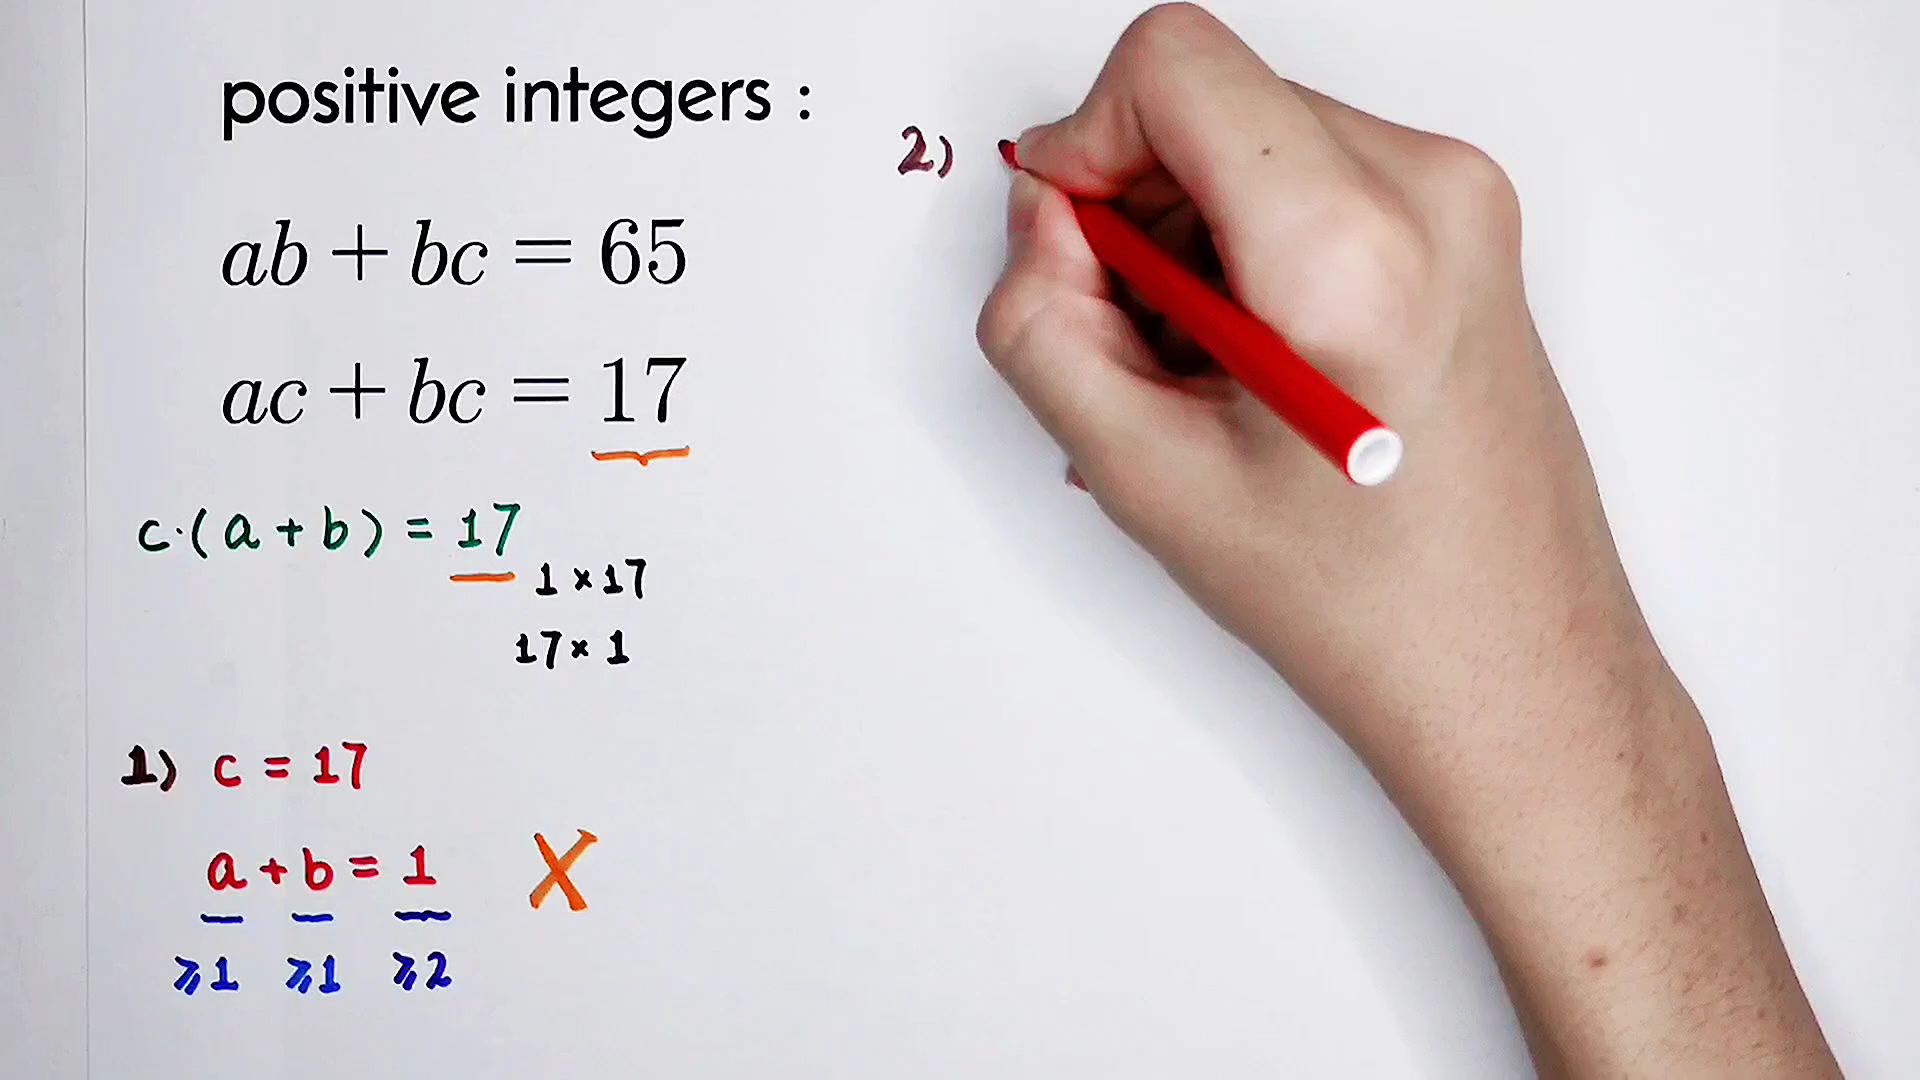 positive integers :
ab + bc = 65
ac + bc = 17
c·(a + b) = 17
1 × 17
17 × 1
1) c = 17
a + b = 1 X
⩾1 ⩾1 ⩾2
2)